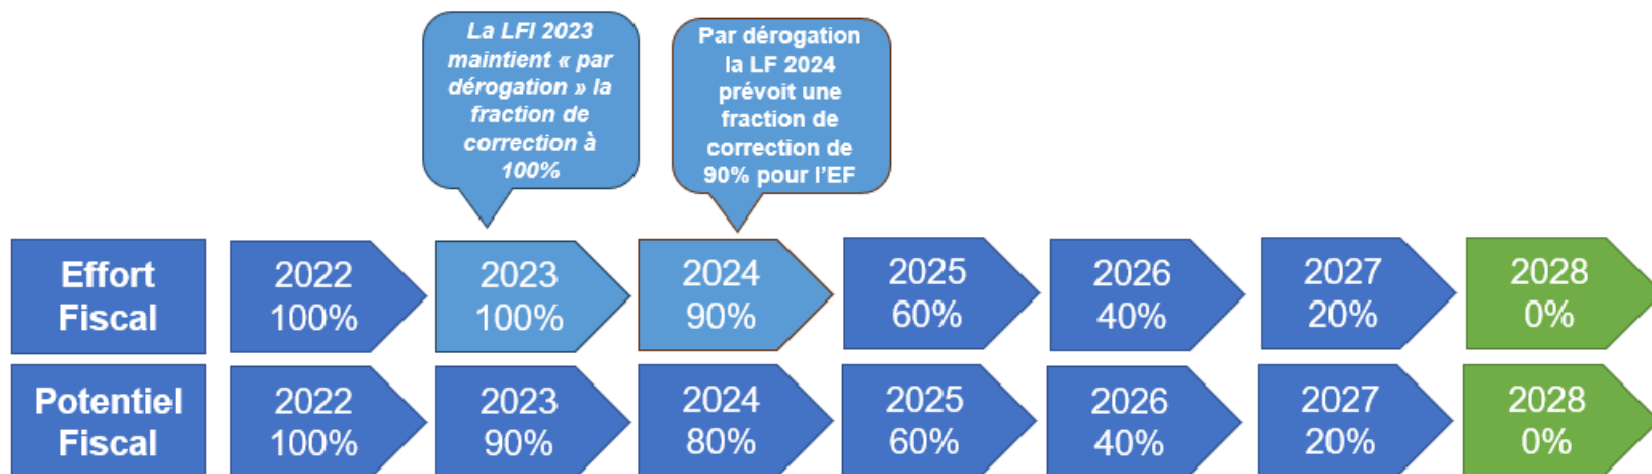 La LFI 2023
maintient « par
dérogation » la
fraction de
correction à
100%
Par dérogation
la LF 2024
prévoit une
fraction de
correction de
90% pour l'EF
Effort
Fiscal
2022
100%
2023
100%
2024
90%
2025
60%
2026
40%
2027
20%
2028
0%
Potentiel
Fiscal
2022
100%
2023
90%
2024
80%
2025
60%
2026
40%
2027
20%
2028
0%